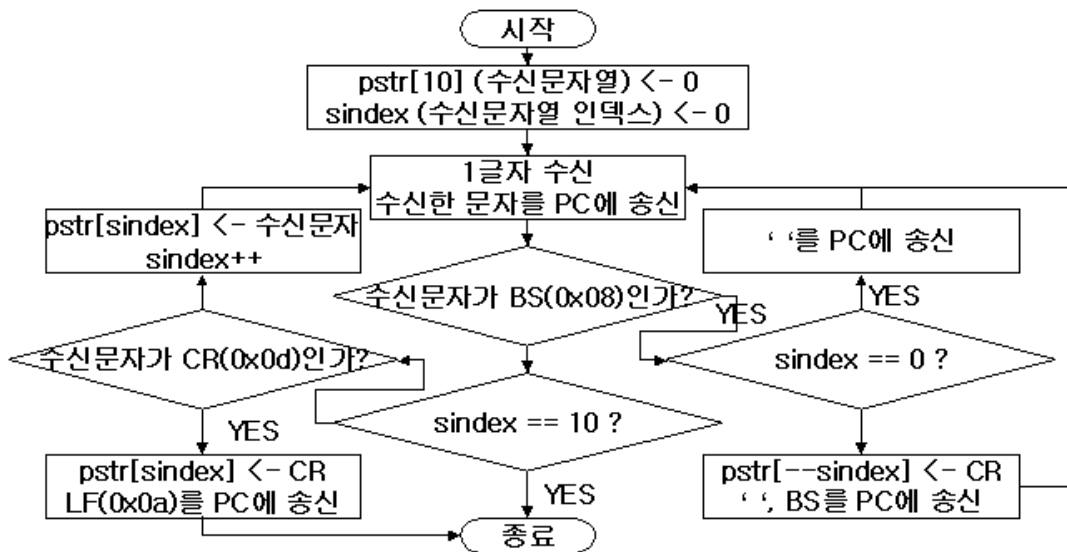 시작
pstr[10] (수신문자열) <- 0
sindex (수신문자열 인덱스) <- 0
1글자 수신
수신한 문자를 PC에 송신
pstr[sindex] <- 수신문자
sindex++
' '를 PC에 송신
수신문자가 BS(0x08)인가?
YES
YES
수신문자가 CR(0x0d)인가?
sindex == 0 ?
sindex == 10 ?
YES
pstr[sindex] <- CR
LF(0x0a)를 PC에 송신
YES
pstr[--sindex] <- CR
' ', BS를 PC에 송신
종료